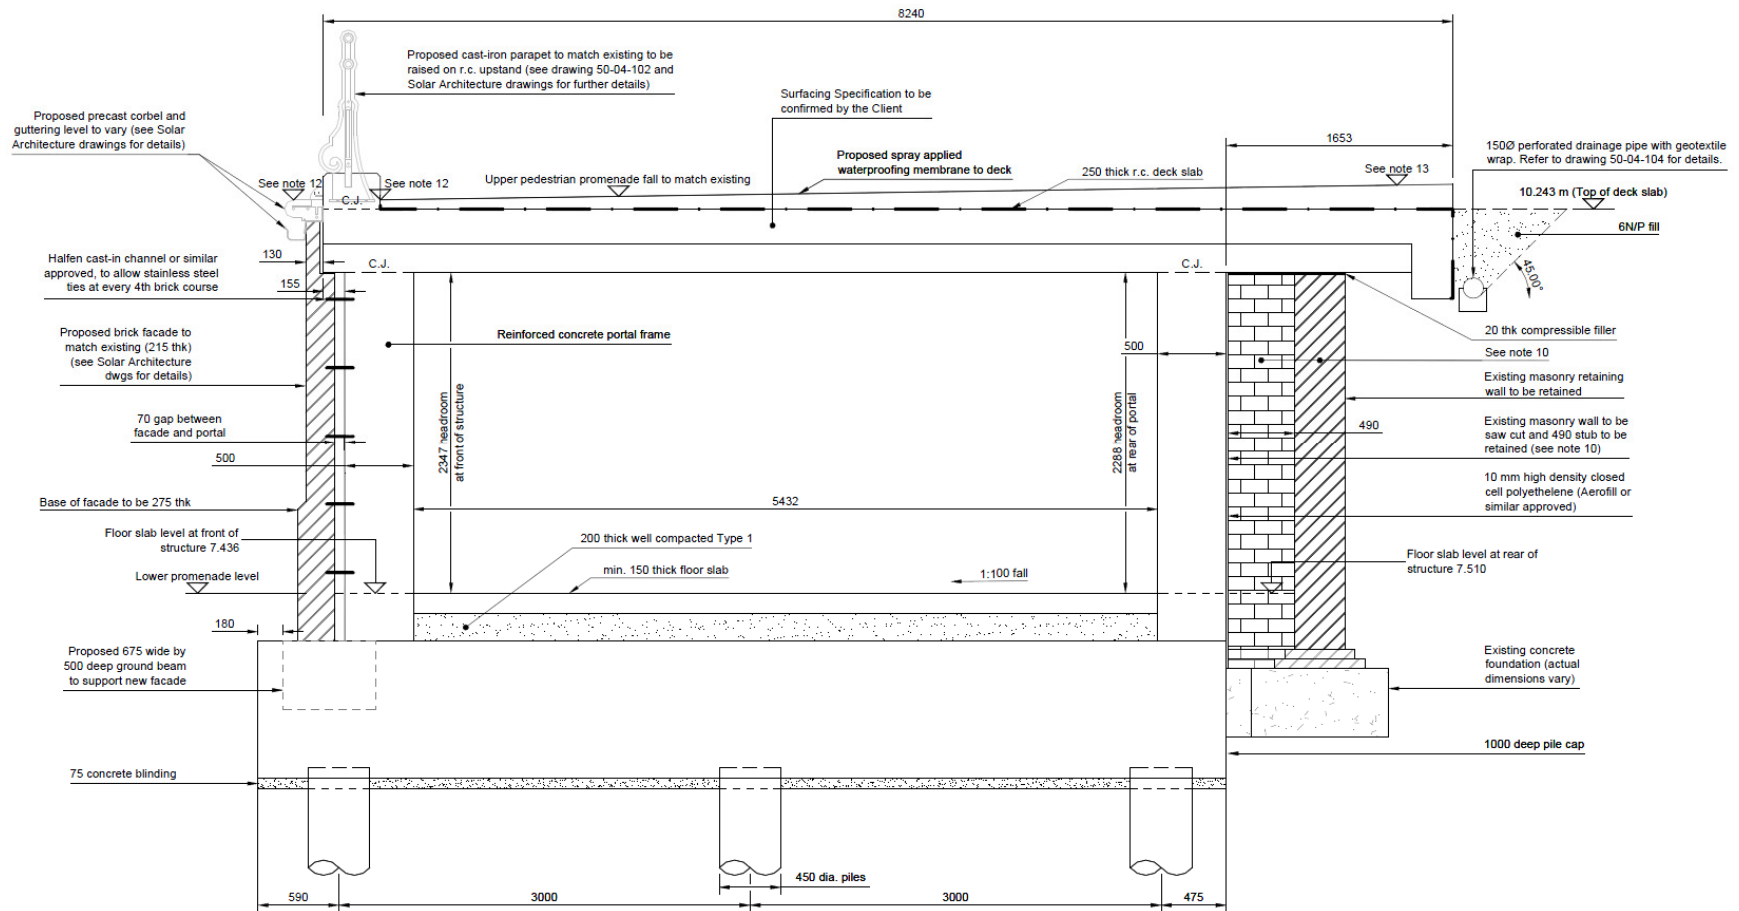 8240
Proposed cast-iron parapet to match existing to be
raised on r.c. upstand (see drawing 50-04-102 and
Solar Architecture drawings for further details)
Surfacing Specification to be
confirmed by the Client
Proposed precast corbel and
guttering level to vary (see Solar
Architecture drawings for details)
1653
150Ø perforated drainage pipe with geotextile
wrap. Refer to drawing 50-04-104 for details.
Proposed spray applied
waterproofing membrane to deck
250 thick r.c. deck slab
See note 13
See note 12
See note 12
Upper pedestrian promenade fall to match existing
10.243 m (Top of deck slab)
C.J.
6N/P fill
130
Halfen cast-in channel or similar
approved, to allow stainless steel
ties at every 4th brick course
C.J.
C.J.
45.00°
155
Proposed brick facade to
match existing (215 thk)
(see Solar Architecture
dwgs for details)
Reinforced concrete portal frame
500
20 thk compressible filler
See note 10
Existing masonry retaining
wall to be retained
2347 headroom
at front of structure
2288 headroom
at rear of portal
70 gap between
facade and portal
490
Existing masonry wall to be
saw cut and 490 stub to be
retained (see note 10)
500
10 mm high density closed
cell polyethelene (Aerofill or
similar approved)
Base of facade to be 275 thk
5432
Floor slab level at front of
structure 7.436
200 thick well compacted Type 1
Floor slab level at rear of
structure 7.510
Lower promenade level
min. 150 thick floor slab
1:100 fall
180
Proposed 675 wide by
500 deep ground beam
to support new facade
Existing concrete
foundation (actual
dimensions vary)
1000 deep pile cap
75 concrete blinding
450 dia. piles
590
3000
3000
475